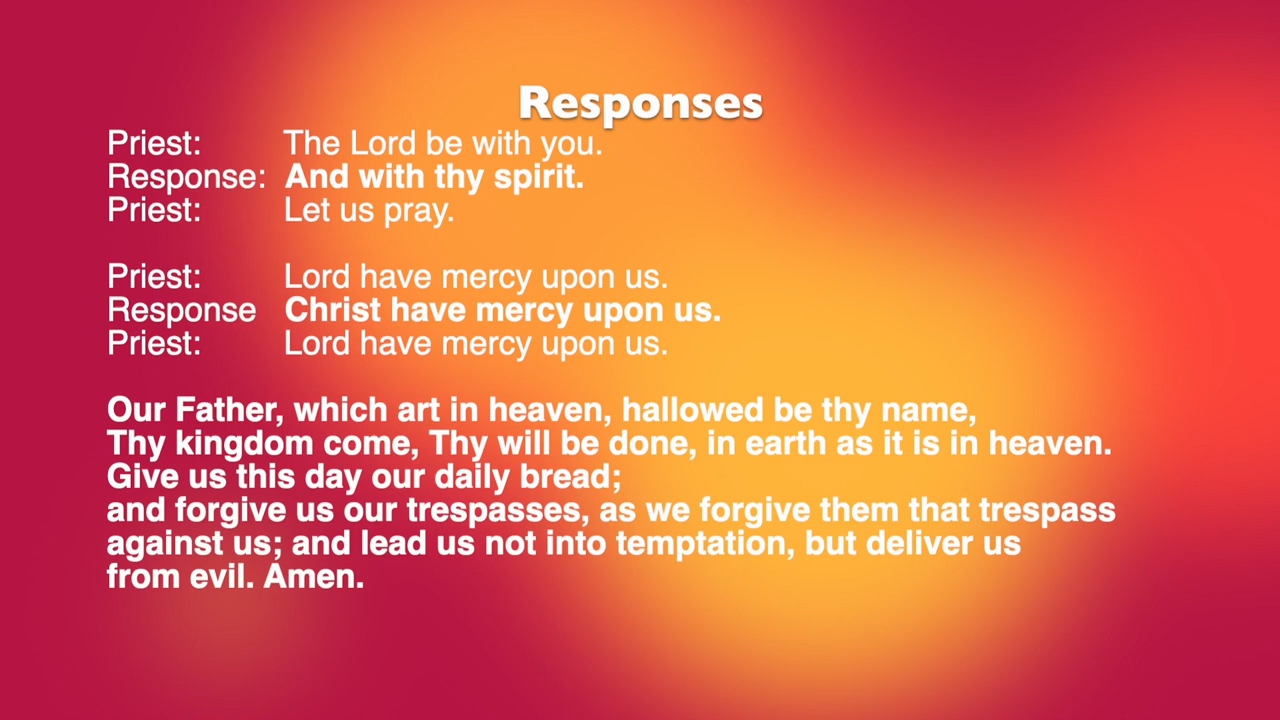 Responses
Priest: The Lord be with you.
Response: And with thy spirit.
Priest: Let us pray.
Priest: Lord have mercy upon us.
Response Christ have mercy upon us.
Priest: Lord have mercy upon us.
Our Father, which art in heaven, hallowed be thy name,
Thy kingdom come, Thy will be done, in earth as it is in heaven.
Give us this day our daily bread;
and forgive us our trespasses, as we forgive them that trespass
against us; and lead us not into temptation, but deliver us
from evil. Amen.